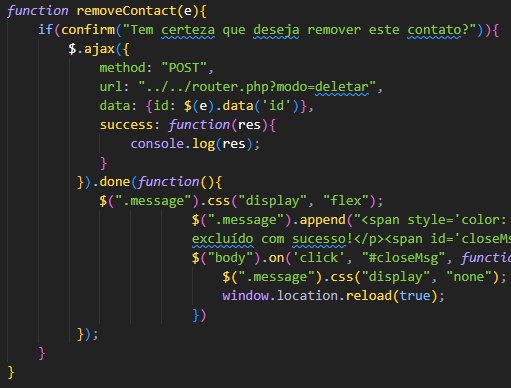 function removeContact(e){
if(confirm("Tem certeza que deseja remover este contato?")){
$.ajax({
method: "POST",
url: "../../router.php?modo=deletar",
data: {id: $(e).data('id')},
success: function(res){
console.log(res);
}
}).done(function(){
$(".message").css("display", "flex");
$(".message").append("<span style='color:
excluído com sucesso!</p><span id='closeMs
$("body").on('click', "#closeMsg", functio
$(".message").css("display", "none");
window.location.reload(true);
})
});
}
}